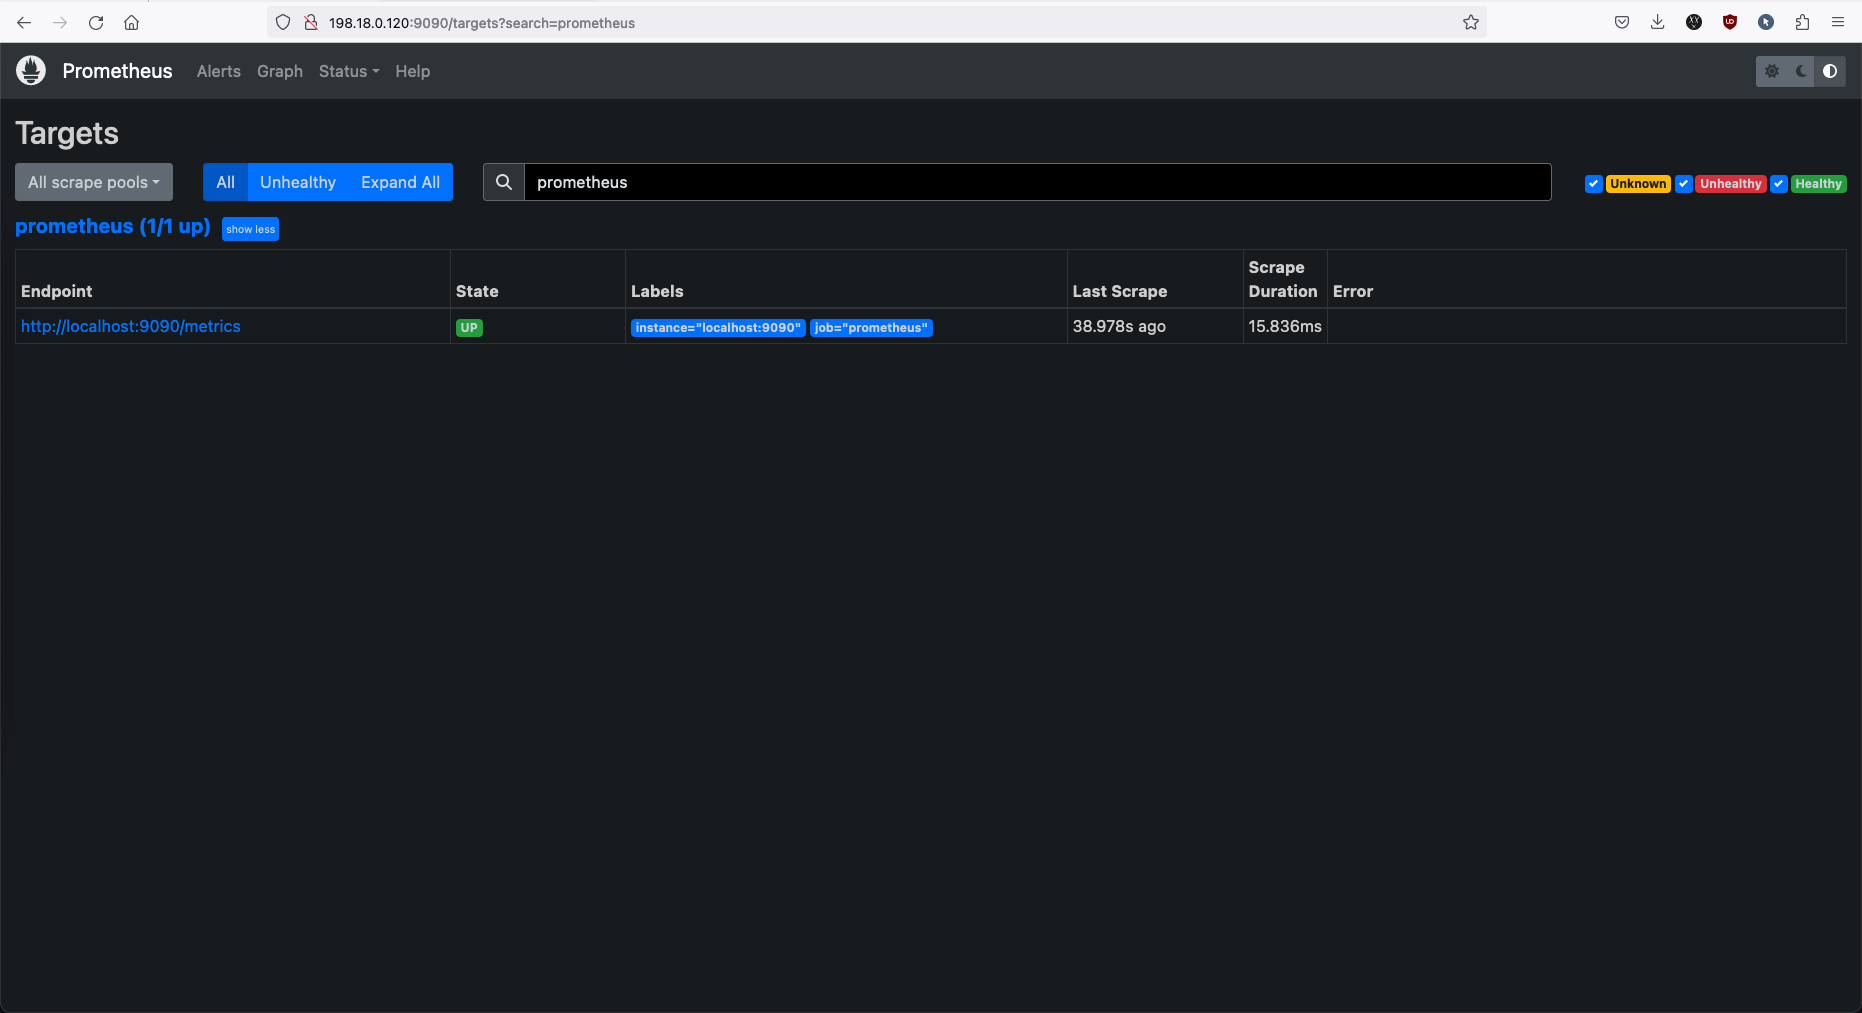 198.18.0.120:9090/targets?search=prometheus
Prometheus Alerts Graph Status Help
Targets
All scrape pools All Unhealthy Expand All prometheus Unknown Unhealthy Healthy
prometheus (1/1 up) show less
Endpoint State Labels Last Scrape Scrape Duration Error
http://localhost:9090/metrics UP instance="localhost:9090" job="prometheus" 38.978s ago 15.836ms